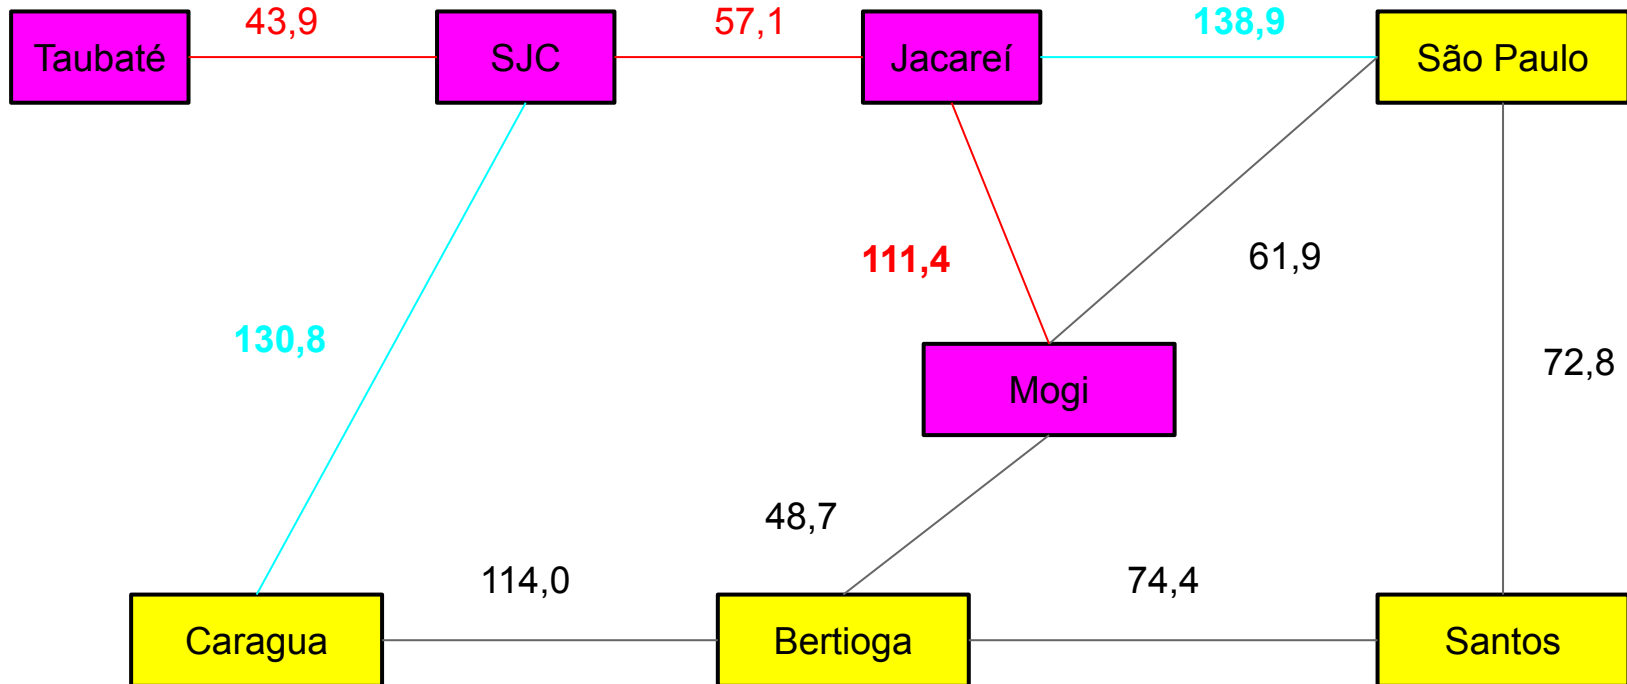 43,9
57,1
138,9
Taubaté
SJC
Jacareí
São Paulo
111,4
61,9
130,8
72,8
Mogi
48,7
114,0
74,4
Caragua
Bertioga
Santos